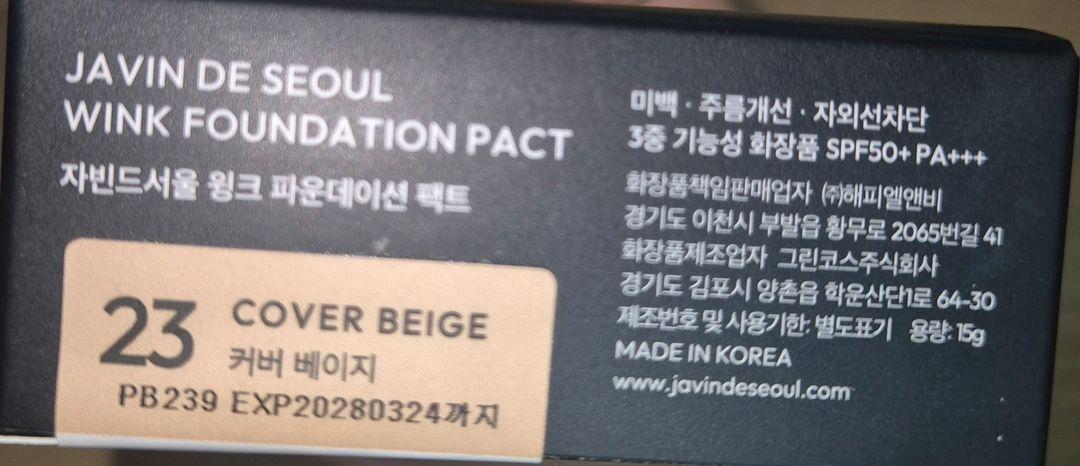 JAVIN DE SEOUL
WINK FOUNDATION PACT
자빈드서울 윙크 파운데이션 팩트
23
COVER BEIGE
커버 베이지
PB239 EXP20280324까지
미백 · 주름개선 · 자외선차단
3중 기능성 화장품 SPF50+ PA+++
화장품책임판매업자 ㈜해피엘앤비
경기도 이천시 부발읍 황무로 2065번길 41
화장품제조업자 그린코스주식회사
경기도 김포시 양촌읍 학운산단1로 64-30
제조번호 및 사용기한: 별도표기 용량: 15g
MADE IN KOREA
www.javindeseoul.com